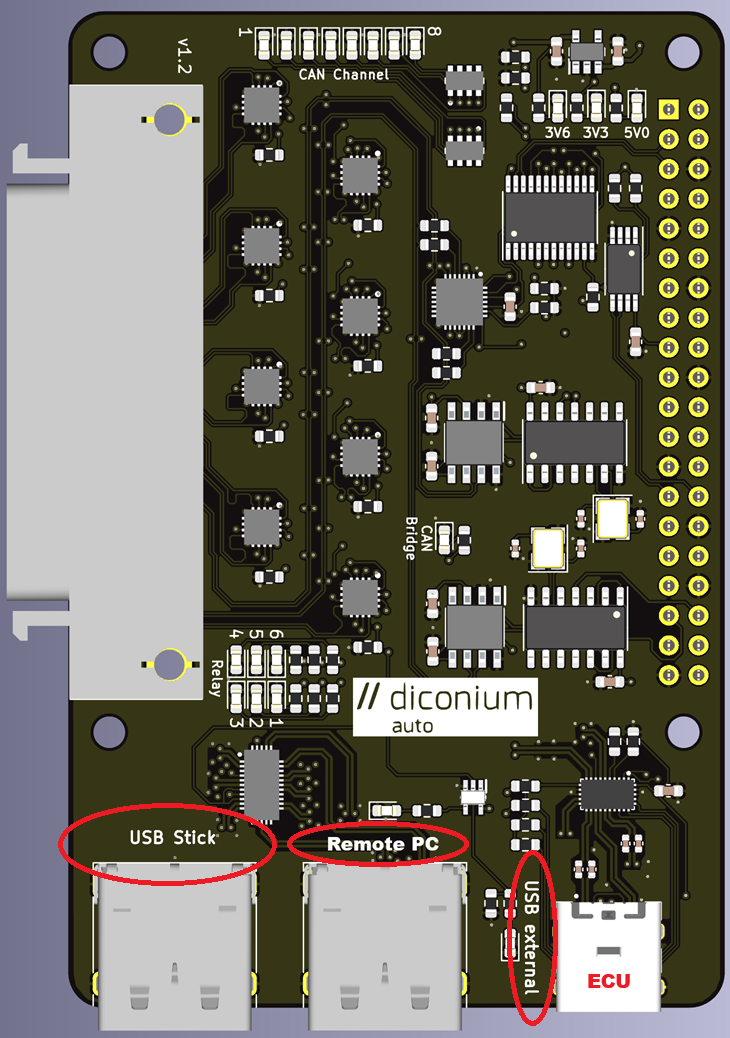 v1.2
1 8
CAN Channel
3V6 3V3 5V0
CAN
Bridge
4 5 6
Relay
3 2 1
// diconium
auto
USB Stick
Remote PC
USB external
ECU